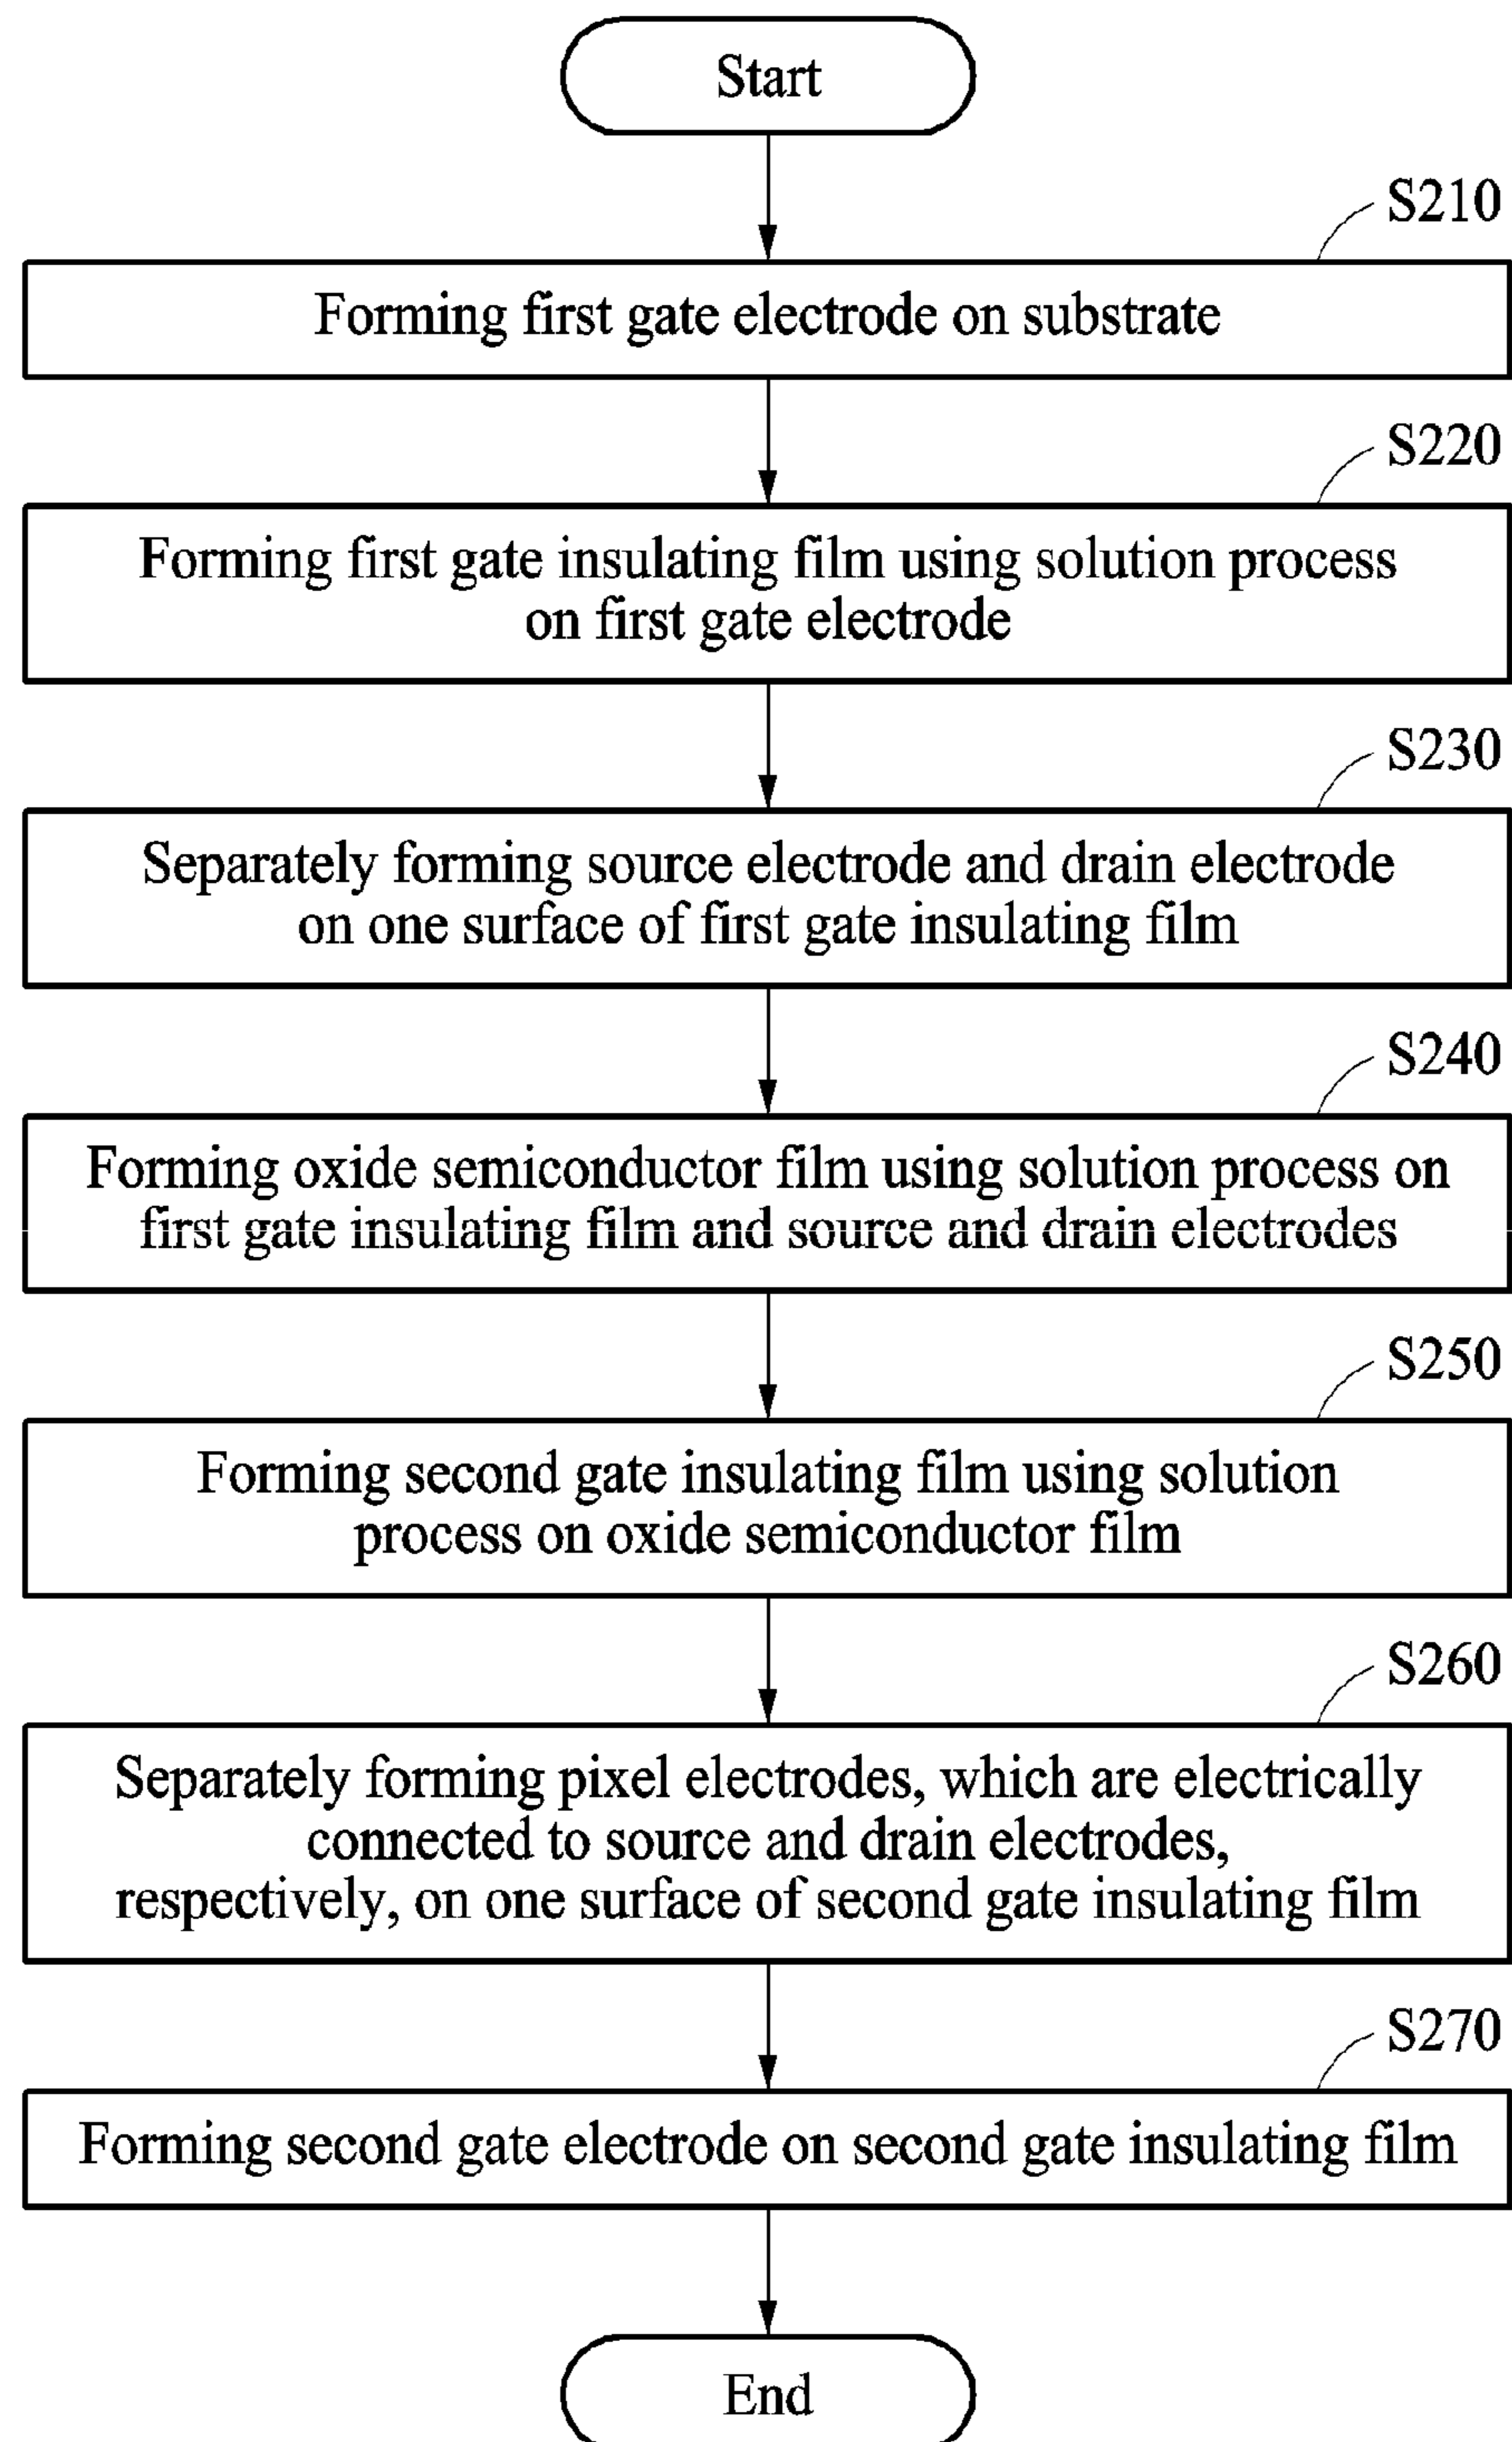 Start
S210
Forming first gate electrode on substrate
S220
Forming first gate insulating film using solution process
on first gate electrode
S230
Separately forming source electrode and drain electrode
on one surface of first gate insulating film
S240
Forming oxide semiconductor film using solution process on
first gate insulating film and source and drain electrodes
S250
Forming second gate insulating film using solution
process on oxide semiconductor film
S260
Separately forming pixel electrodes, which are electrically
connected to source and drain electrodes,
respectively, on one surface of second gate insulating film
S270
Forming second gate electrode on second gate insulating film
End